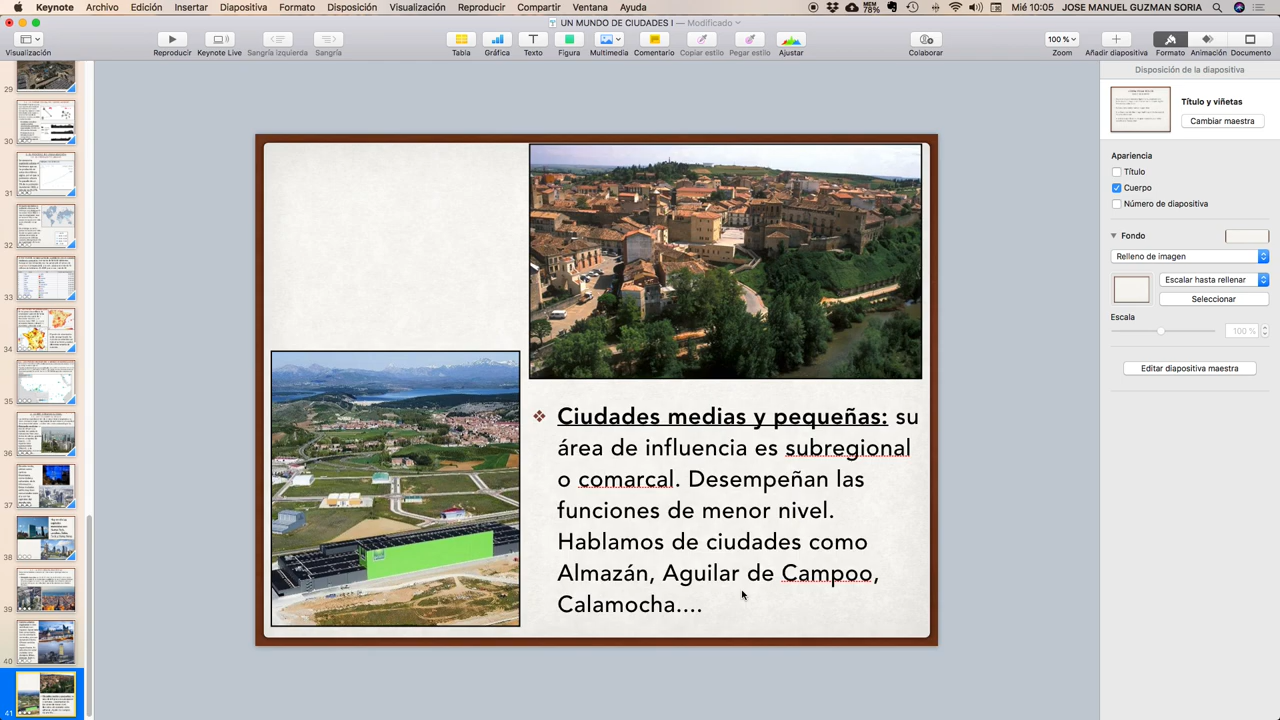 Keynote Archivo Edición Insertar Diapositiva Formato Disposición Visualización Reproducir Compartir Ventana Ayuda Mié 10:05 JOSE MANUEL GUZMAN SORIA
UN MUNDO DE CIUDADES I — Modificado
100 %
Visualización Reproducir Keynote Live Sangría izquierda Sangría Tabla Gráfica Texto Figura Multimedia Comentario Copiar estilo Pegar estilo Ajustar Colaborar Zoom Añadir diapositiva Formato Animación Documento
Disposición de la diapositiva
Título y viñetas
Cambiar maestra
Apariencia
Título
Cuerpo
Número de diapositiva
Fondo
Relleno de imagen
Escalar hasta rellenar
Seleccionar
Escala
100 %
Editar diapositiva maestra
29
30
31
32
33
34
35
36
37
38
39
40
41
Ciudades medias y pequeñas:
área de influencia subregional
o comarcal. Desempeñan las
funciones de menor nivel.
Hablamos de ciudades como
Almazán, Aguilar de Campoo,
Calamocha....